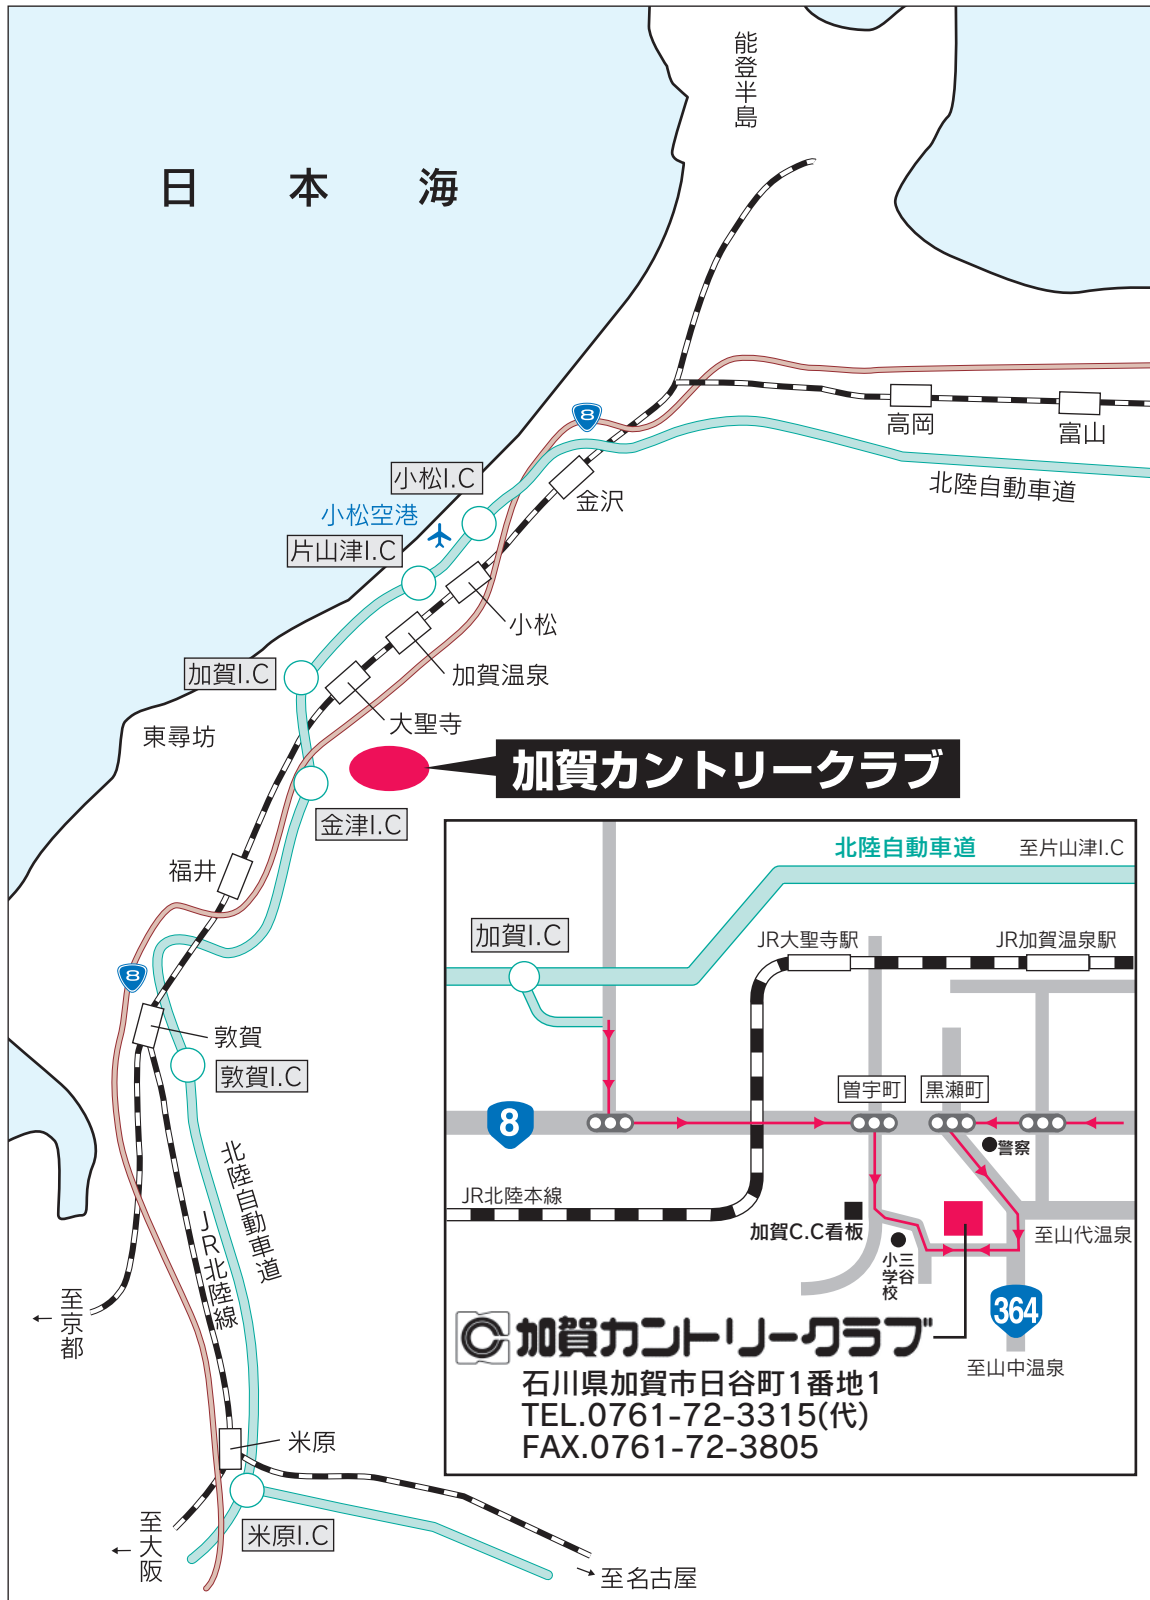 能登半島
日本海
8
高岡
富山
北陸自動車道
小松I.C
金沢
小松空港
片山津I.C
小松
加賀I.C
加賀温泉
大聖寺
東尋坊
加賀カントリークラブ
金津I.C
福井
8
敦賀
敦賀I.C
北陸自動車道
JR北陸線
至京都
米原
米原I.C
至大阪
至名古屋
北陸自動車道
至片山津I.C
加賀I.C
JR大聖寺駅
JR加賀温泉駅
曽宇町
黒瀬町
8
警察
JR北陸本線
加賀C.C看板
三谷小学校
至山代温泉
364
至山中温泉
加賀カントリークラブ
石川県加賀市日谷町1番地1
TEL.0761-72-3315(代)
FAX.0761-72-3805